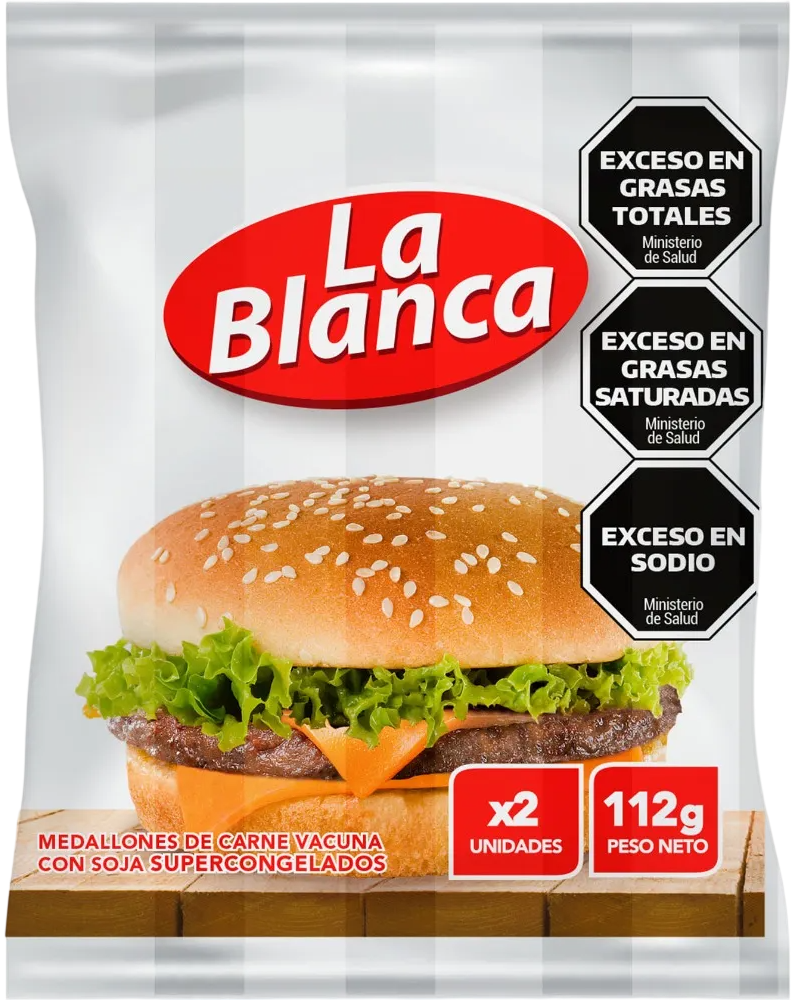 La
Blanca
EXCESO EN
GRASAS
TOTALES
Ministerio
de Salud
EXCESO EN
GRASAS
SATURADAS
Ministerio
de Salud
EXCESO EN
SODIO
Ministerio
de Salud
MEDALLONES DE CARNE VACUNA
CON SOJA SUPERCONGELADOS
x2
UNIDADES
112g
PESO NETO